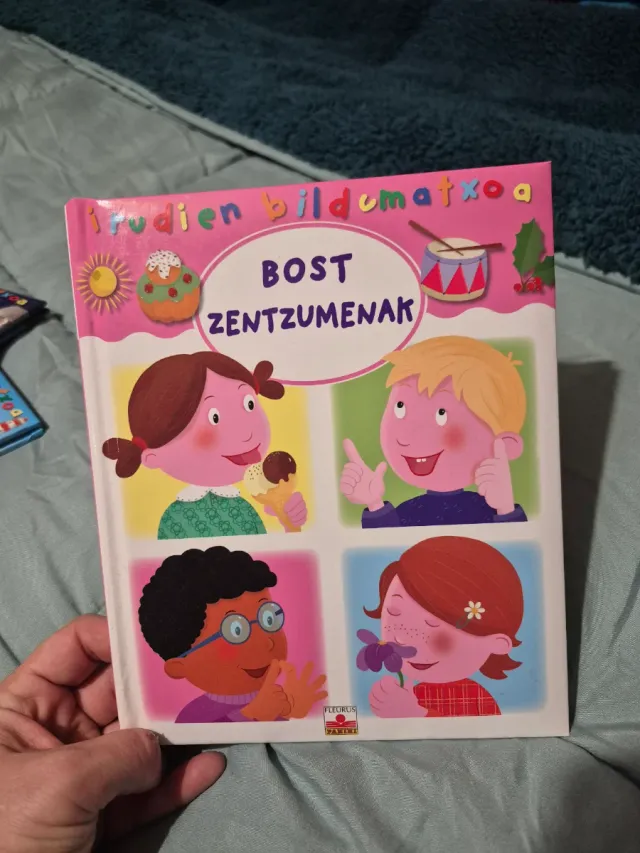 irudien bildumatxoa
BOST
ZENTZUMENAK
FLEURUS
PANINI